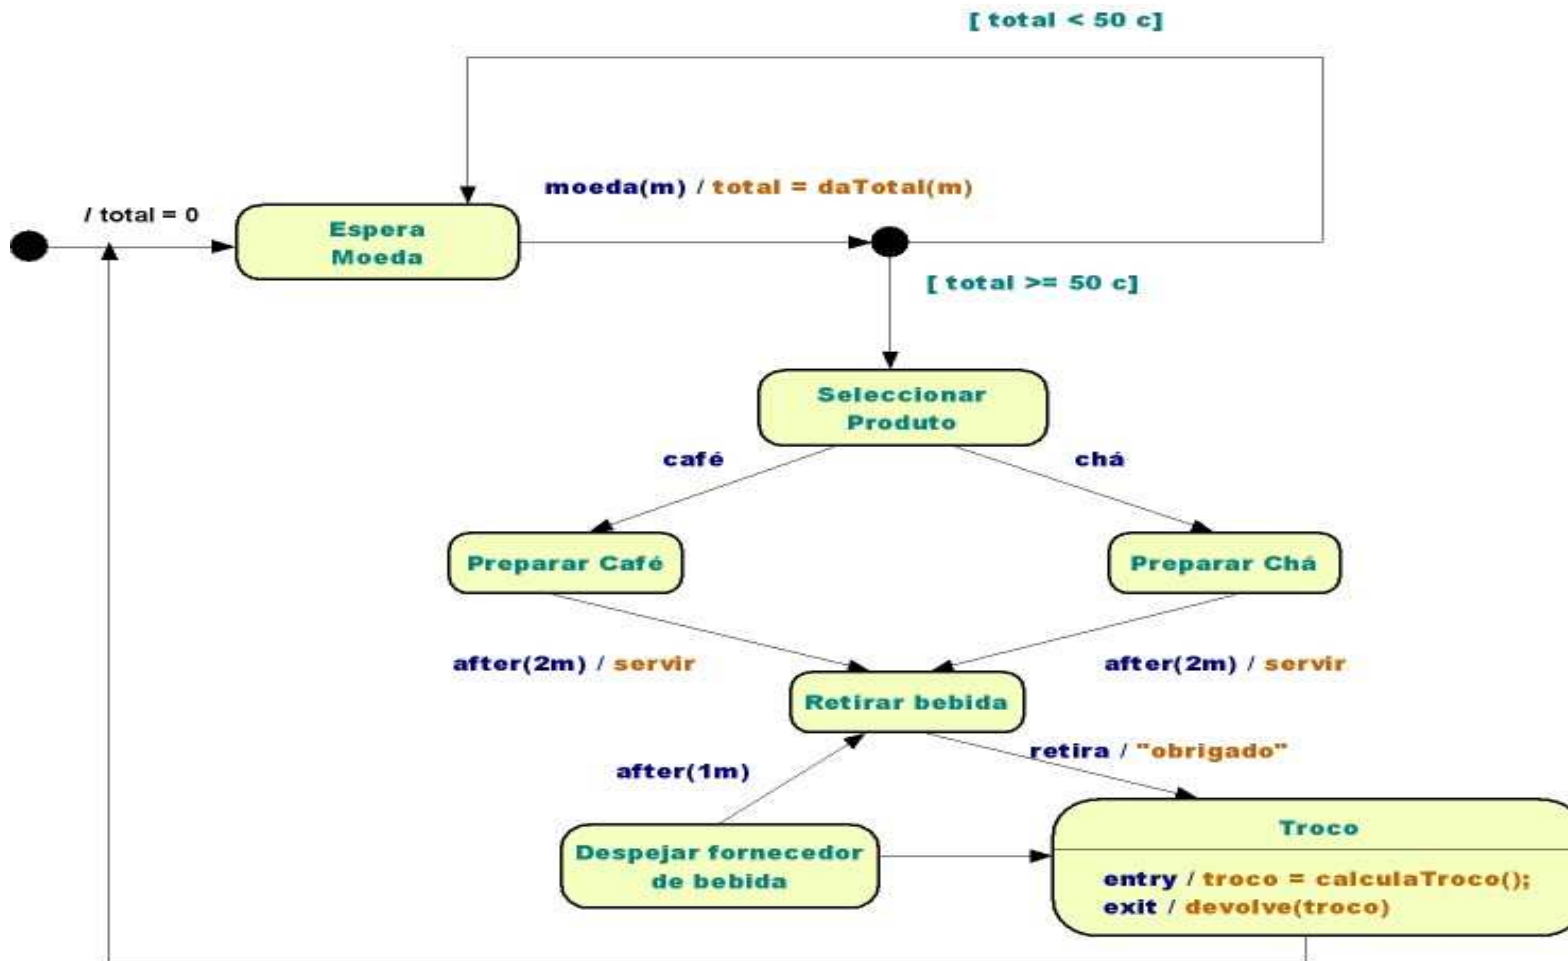 [ total < 50 c]
moeda(m) / total = daTotal(m)
/ total = 0
Espera
Moeda
[ total >= 50 c]
Seleccionar
Produto
café
chá
Preparar Café
Preparar Chá
after(2m) / servir
after(2m) / servir
Retirar bebida
retira / "obrigado"
after(1m)
Despejar fornecedor
de bebida
Troco
entry / troco = calculaTroco();
exit / devolve(troco)